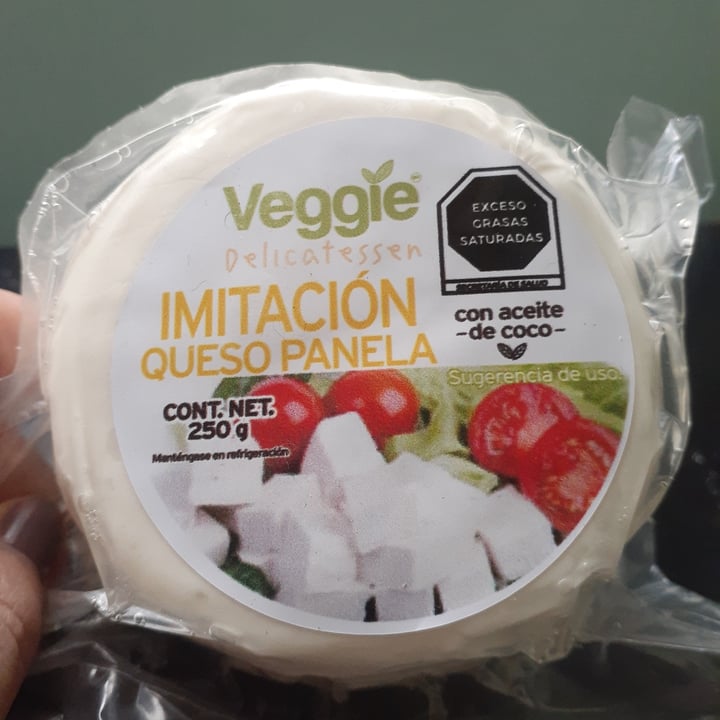 Veggie
Delicatessen
IMITACIÓN
QUESO PANELA
EXCESO
GRASAS
SATURADAS
SECRETARÍA DE SALUD
con aceite
-de coco-
Sugerencia de uso.
CONT. NET.
250 g
Manténgase en refrigeración